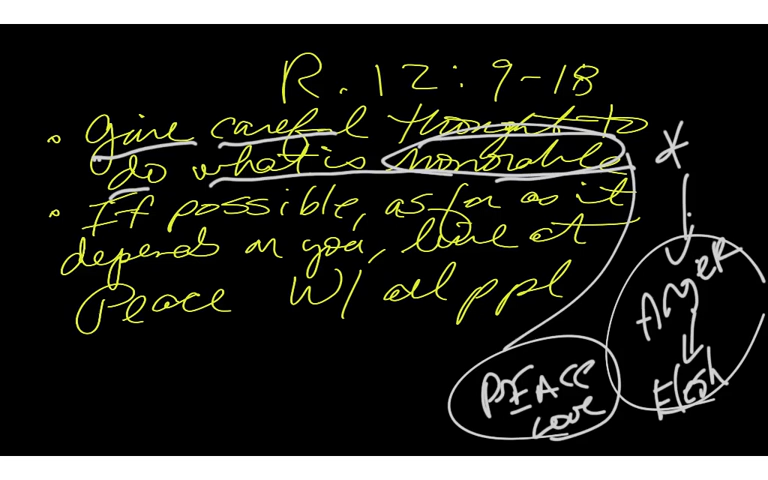 R. 12: 9-18
• Give careful thought to
do what is honorable
• If possible, as far as it
depends on you, live at
Peace w/ all ppl
ANGER
Flesh
PEACE
Love